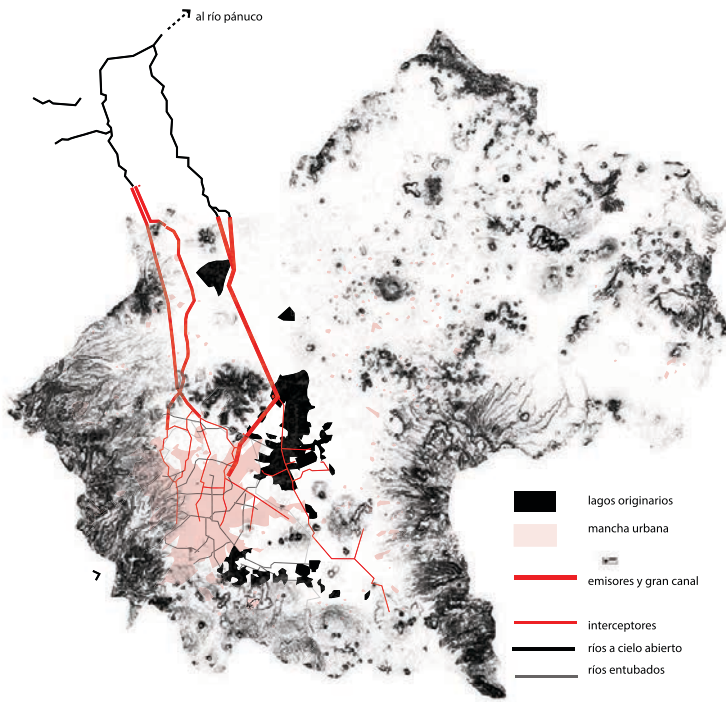 al río pánuco
lagos originarios
mancha urbana
emisores y gran canal
interceptores
ríos a cielo abierto
ríos entubados